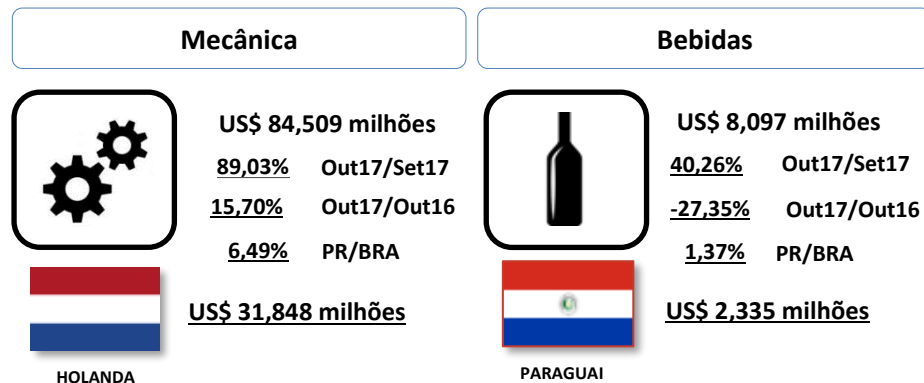 Mecânica
US$ 84,509 milhões
89,03% Out17/Set17
15,70% Out17/Out16
6,49% PR/BRA
US$ 31,848 milhões
HOLANDA
Bebidas
US$ 8,097 milhões
40,26% Out17/Set17
-27,35% Out17/Out16
1,37% PR/BRA
US$ 2,335 milhões
PARAGUAI